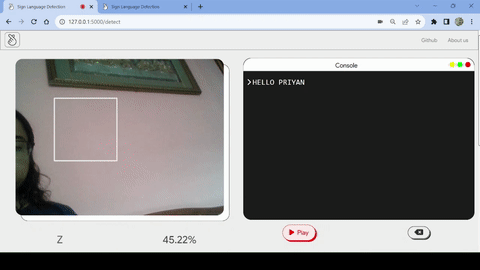 Sign Language Detection
Sign Language Detection
127.0.0.1:5000/detect
Github
About us
Console
HELLO PRIYAN
Z
45.22%
Play